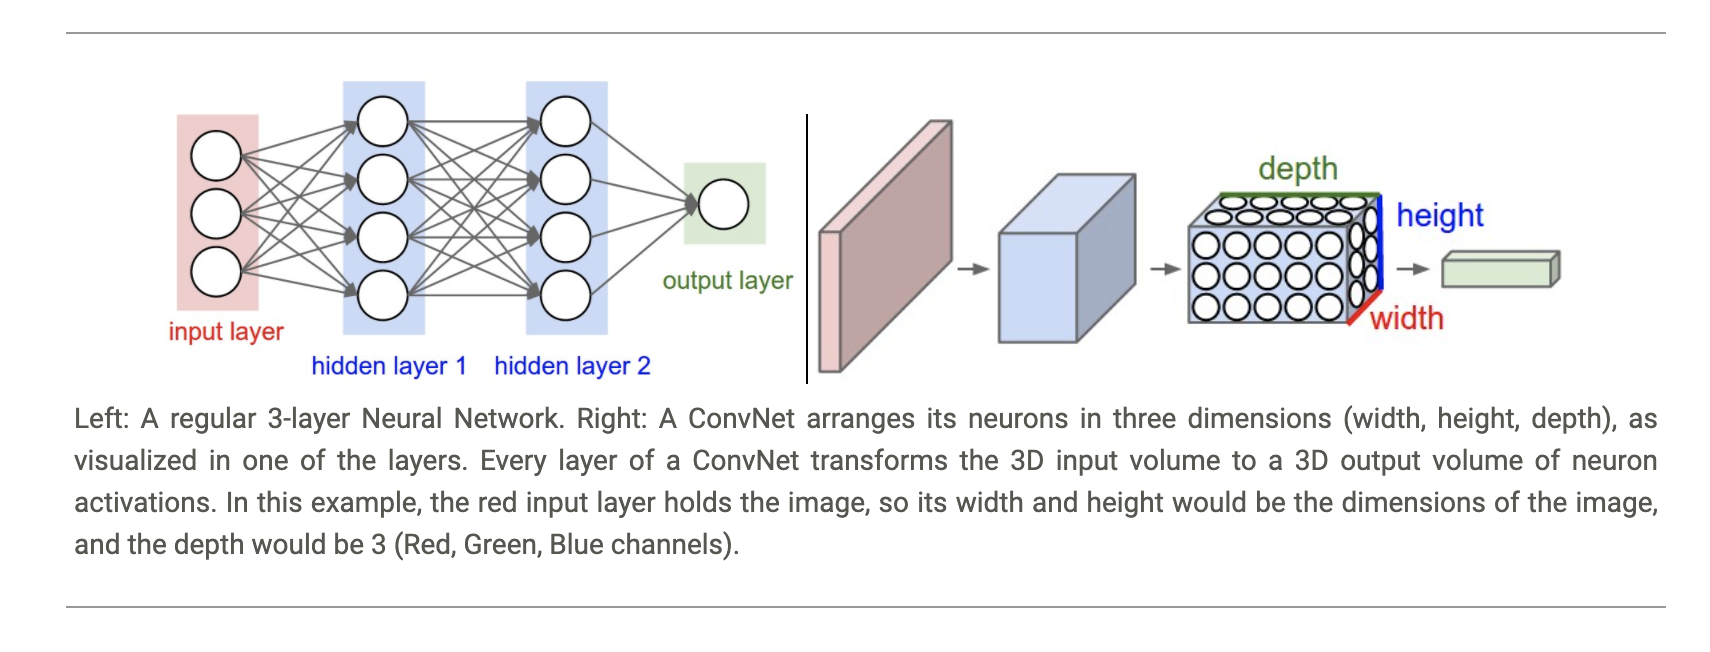 input layer
hidden layer 1
hidden layer 2
output layer
depth
height
width
Left: A regular 3-layer Neural Network. Right: A ConvNet arranges its neurons in three dimensions (width, height, depth), as
visualized in one of the layers. Every layer of a ConvNet transforms the 3D input volume to a 3D output volume of neuron
activations. In this example, the red input layer holds the image, so its width and height would be the dimensions of the image,
and the depth would be 3 (Red, Green, Blue channels).